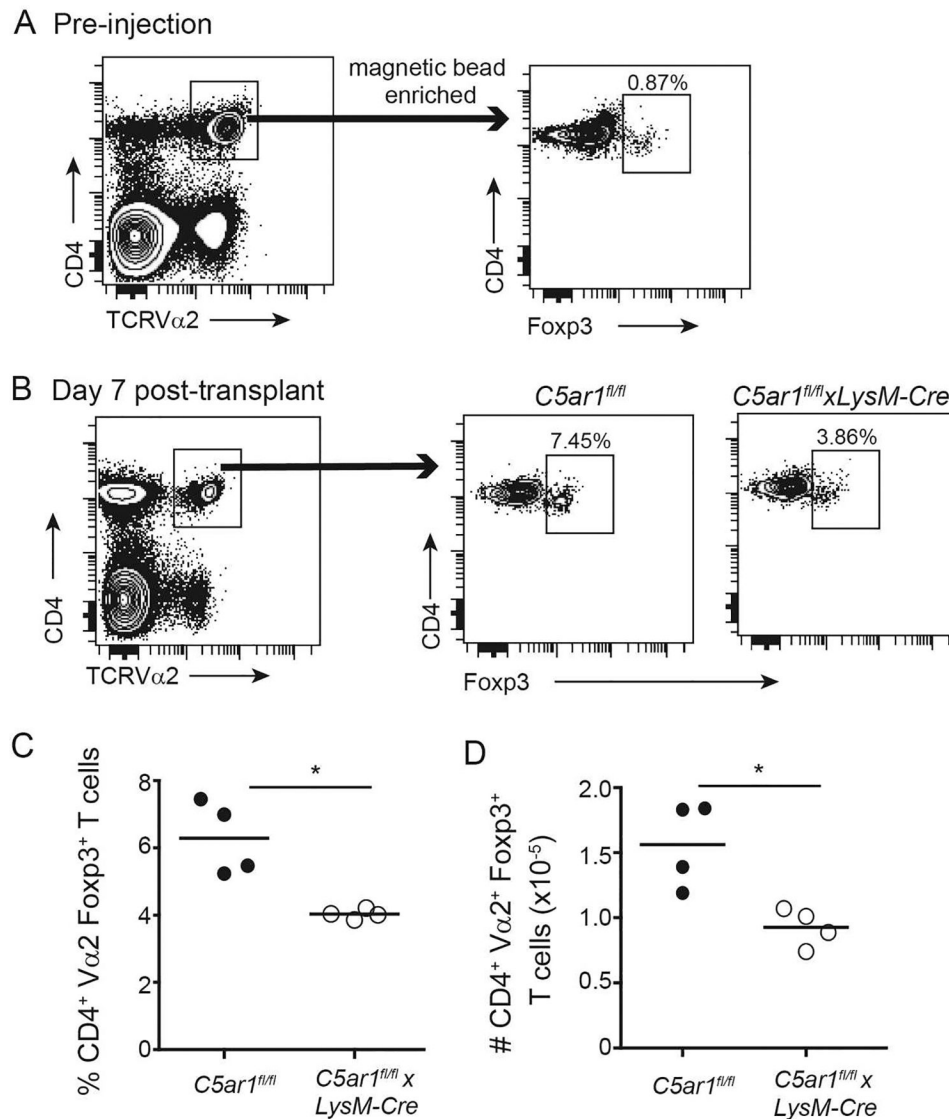 A Pre-injection
magnetic bead
enriched
0.87%
CD4
TCRVα2
CD4
Foxp3
B Day 7 post-transplant
C5ar1fl/fl
C5ar1fl/flxLysM-Cre
7.45%
3.86%
CD4
TCRVα2
CD4
Foxp3
C
% CD4+ Vα2 Foxp3+ T cells
8
6
4
2
0
*
C5ar1fl/fl
C5ar1fl/fl x
LysM-Cre
D
# CD4+ Vα2+ Foxp3+
T cells (x10-5)
2.0
1.5
1.0
0.5
0
*
C5ar1fl/fl
C5ar1fl/fl x
LysM-Cre